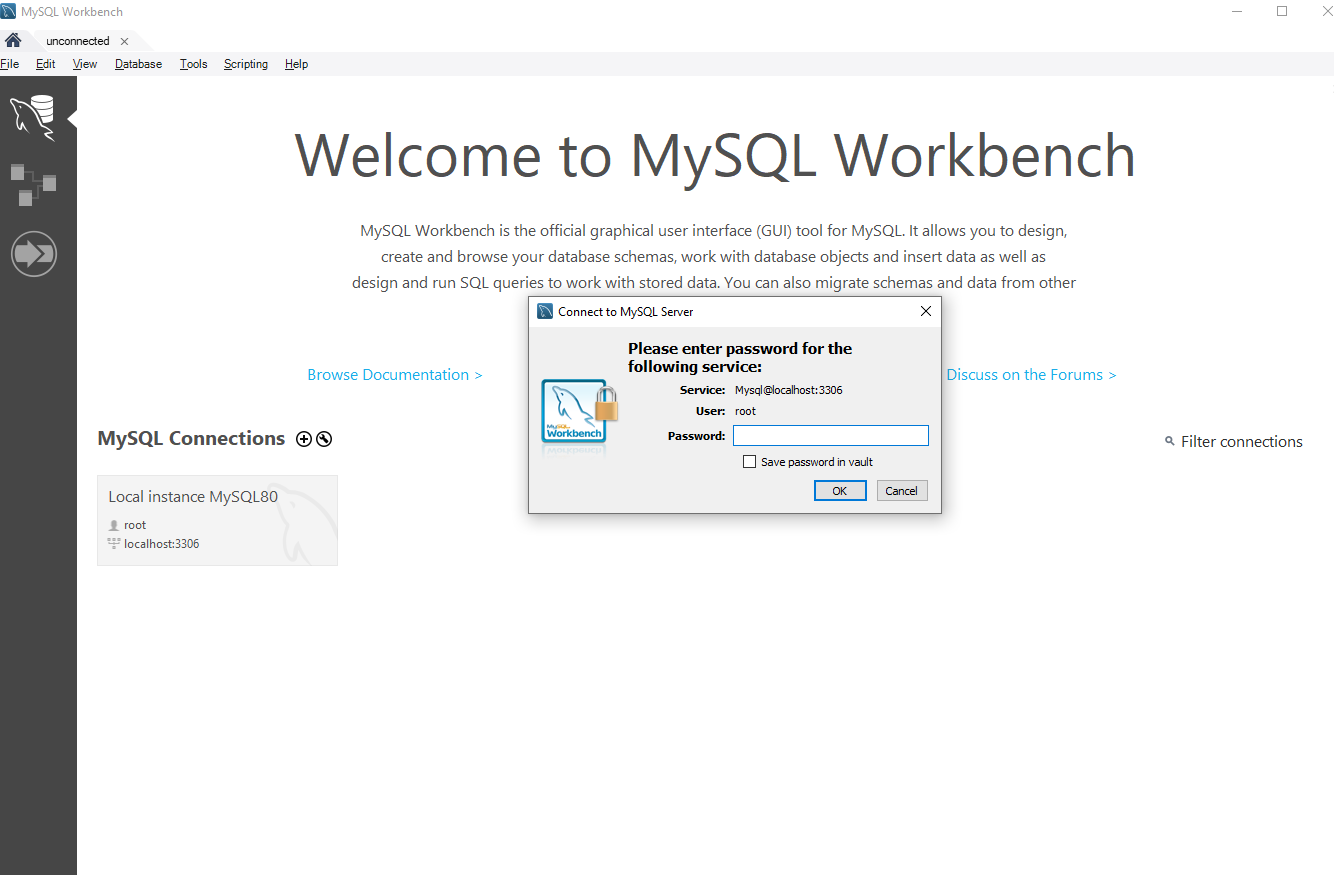 MySQL Workbench
unconnected
File Edit View Database Tools Scripting Help
Welcome to MySQL Workbench
MySQL Workbench is the official graphical user interface (GUI) tool for MySQL. It allows you to design,
create and browse your database schemas, work with database objects and insert data as well as
design and run SQL queries to work with stored data. You can also migrate schemas and data from other
Connect to MySQL Server
Please enter password for the
following service:
Service: Mysql@localhost:3306
User: root
Password:
Save password in vault
OK Cancel
MySQL
Workbench
Browse Documentation >
Discuss on the Forums >
MySQL Connections
Filter connections
Local instance MySQL80
root
localhost:3306